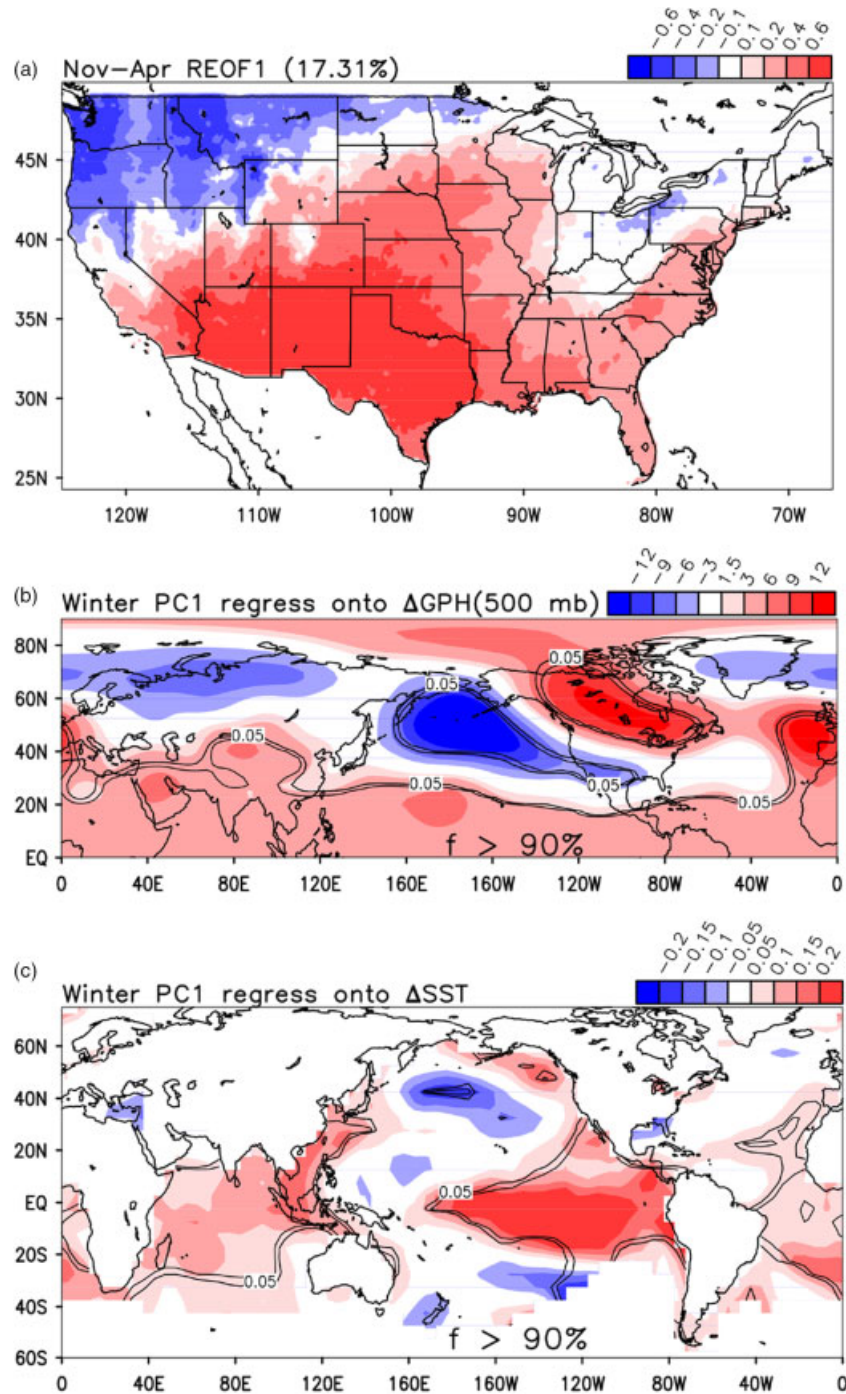 -0.6 -0.4 -0.2 -0.1 0.1 0.2 0.4 0.6
(a) Nov-Apr REOF1 (17.31%)
45N
40N
35N
30N
25N
120W 110W 100W 90W 80W 70W
-12 -9 -6 -3 1.5 3 6 9 12
(b) Winter PC1 regress onto ΔGPH(500 mb)
80N
60N
40N
20N
EQ
0.05
0.05
0.05
0.05
0.05
0.05
f > 90%
0 40E 80E 120E 160E 160W 120W 80W 40W 0
-0.2 -0.15 -0.1 -0.05 0.05 0.1 0.15 0.2
(c) Winter PC1 regress onto ΔSST
60N
40N
20N
EQ
20S
40S
60S
0.05
0.05
f > 90%
0 40E 80E 120E 160E 160W 120W 80W 40W 0